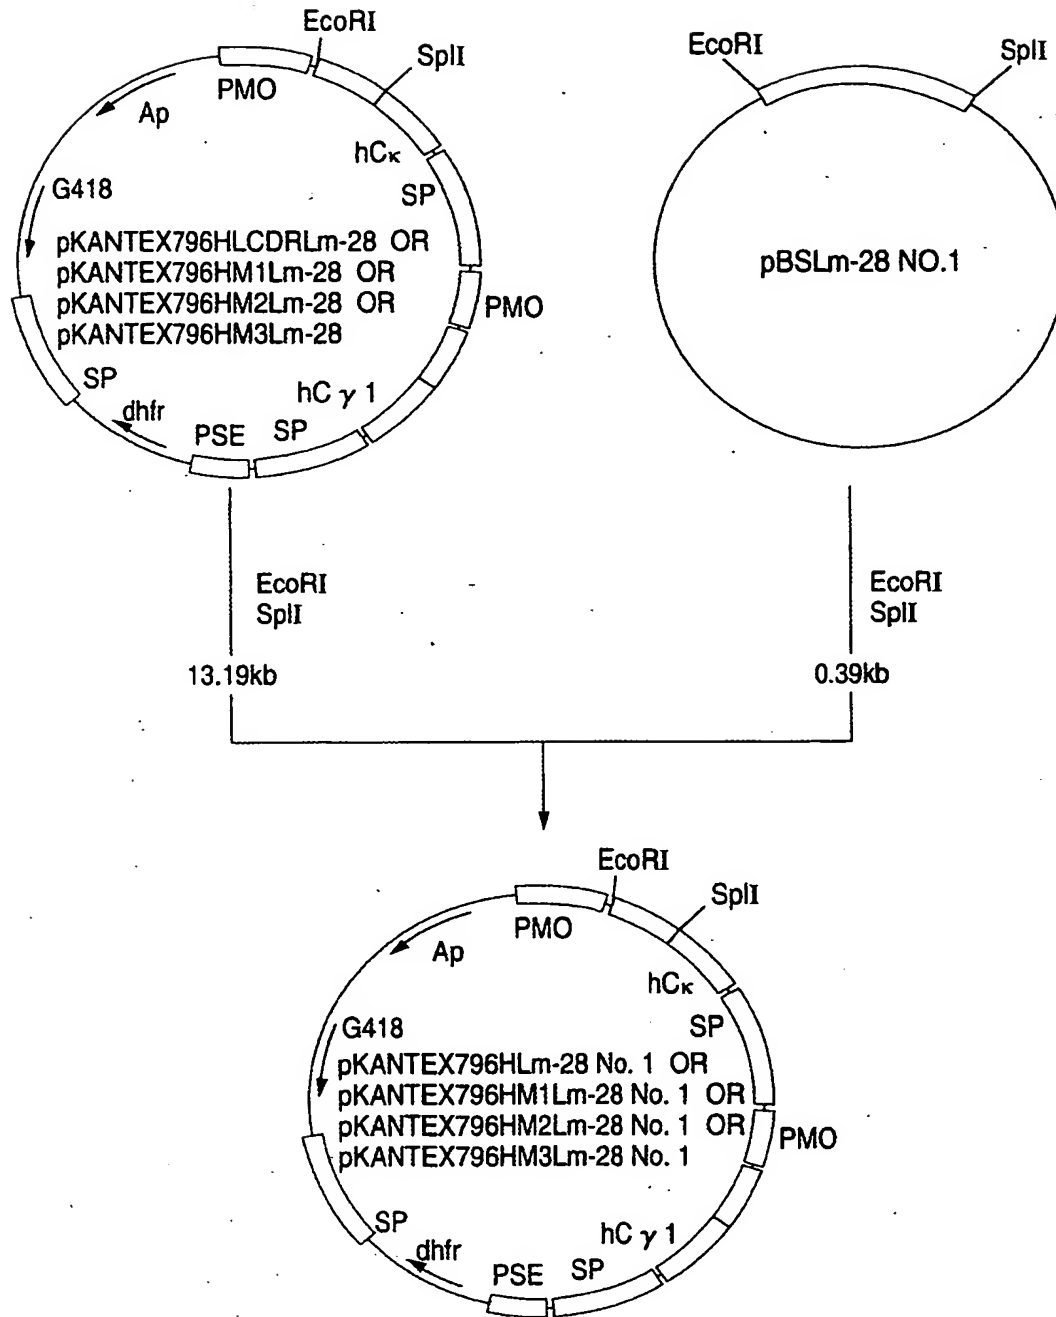 EcoRI
SplI
PMO
Ap
hCκ
SP
G418
pKANTEX796HLCDRLm-28 OR
pKANTEX796HM1Lm-28 OR
pKANTEX796HM2Lm-28 OR
pKANTEX796HM3Lm-28
PMO
SP
hC γ 1
dhfr
PSE
SP
EcoRI
SplI
pBSLm-28 NO.1
EcoRI
SplI
13.19kb
EcoRI
SplI
0.39kb
EcoRI
SplI
PMO
Ap
hCκ
SP
G418
pKANTEX796HLm-28 No. 1 OR
pKANTEX796HM1Lm-28 No. 1 OR
pKANTEX796HM2Lm-28 No. 1 OR
pKANTEX796HM3Lm-28 No. 1
PMO
SP
hC γ 1
dhfr
PSE
SP